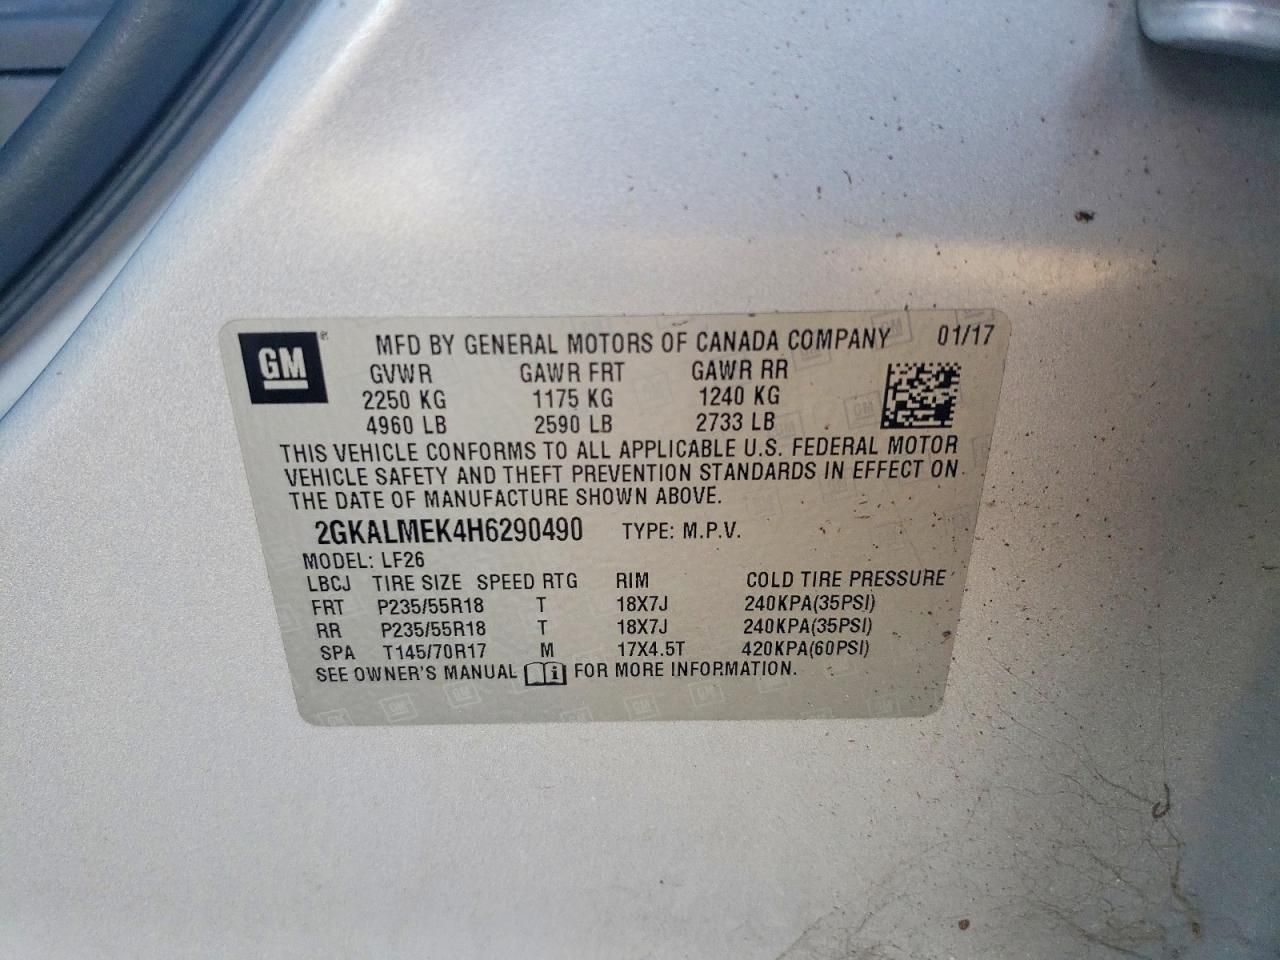 GM ® MFD BY GENERAL MOTORS OF CANADA COMPANY 01/17
GVWR GAWR FRT GAWR RR
2250 KG 1175 KG 1240 KG
4960 LB 2590 LB 2733 LB
THIS VEHICLE CONFORMS TO ALL APPLICABLE U.S. FEDERAL MOTOR
VEHICLE SAFETY AND THEFT PREVENTION STANDARDS IN EFFECT ON
THE DATE OF MANUFACTURE SHOWN ABOVE.
2GKALMEK4H6290490 TYPE: M.P.V.
MODEL: LF26
LBCJ TIRE SIZE SPEED RTG RIM COLD TIRE PRESSURE
FRT P235/55R18 T 18X7J 240KPA(35PSI)
RR P235/55R18 T 18X7J 240KPA(35PSI)
SPA T145/70R17 M 17X4.5T 420KPA(60PSI)
SEE OWNER'S MANUAL i FOR MORE INFORMATION.